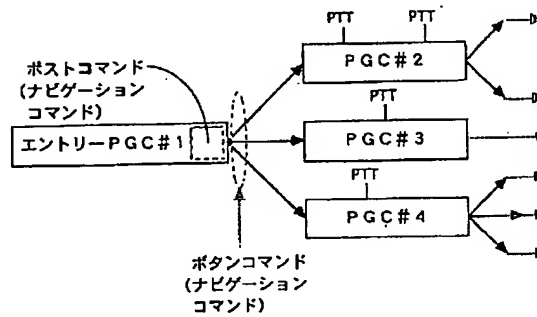 PTT PTT
PGC#2
ポストコマンド
(ナビゲーション
コマンド)
PTT
エントリーPGC#1
PGC#3
PTT
PGC#4
ボタンコマンド
(ナビゲーション
コマンド)